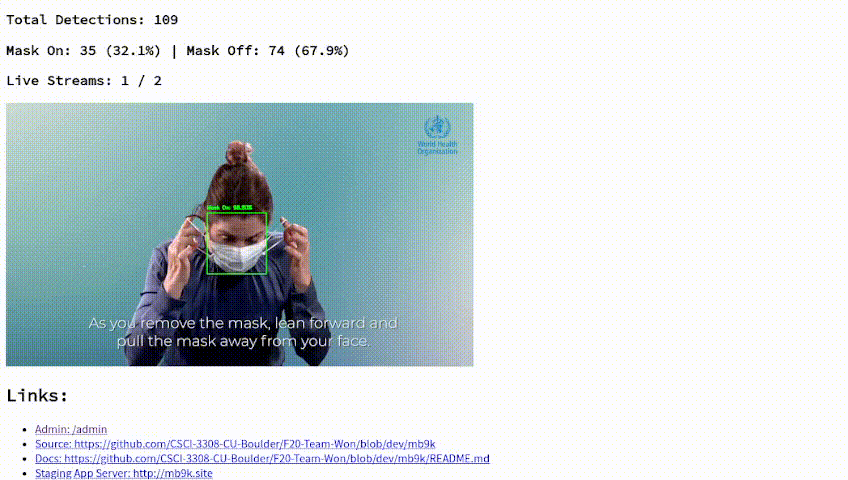 Total Detections: 109
Mask On: 35 (32.1%) | Mask Off: 74 (67.9%)
Live Streams: 1 / 2
World Health
Organization
Mask On:
As you remove the mask, lean forward and
pull the mask away from your face.
Links:
Admin: /admin
Source: https://github.com/CSCI-3308-CU-Boulder/F20-Team-Won/blob/dev/mb9k
Docs: https://github.com/CSCI-3308-CU-Boulder/F20-Team-Won/blob/dev/mb9k/README.md
Staging App Server: http://mb9k.site